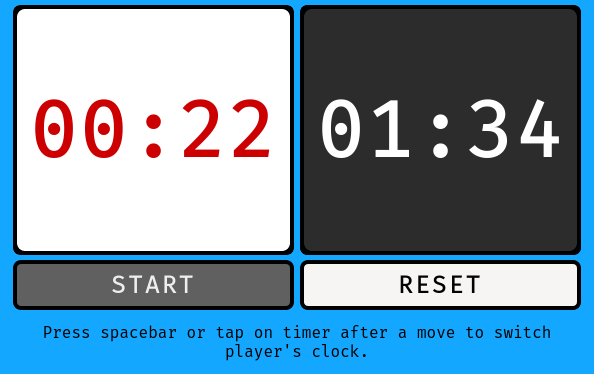 00:22
01:34
START
RESET
Press spacebar or tap on timer after a move to switch
player's clock.